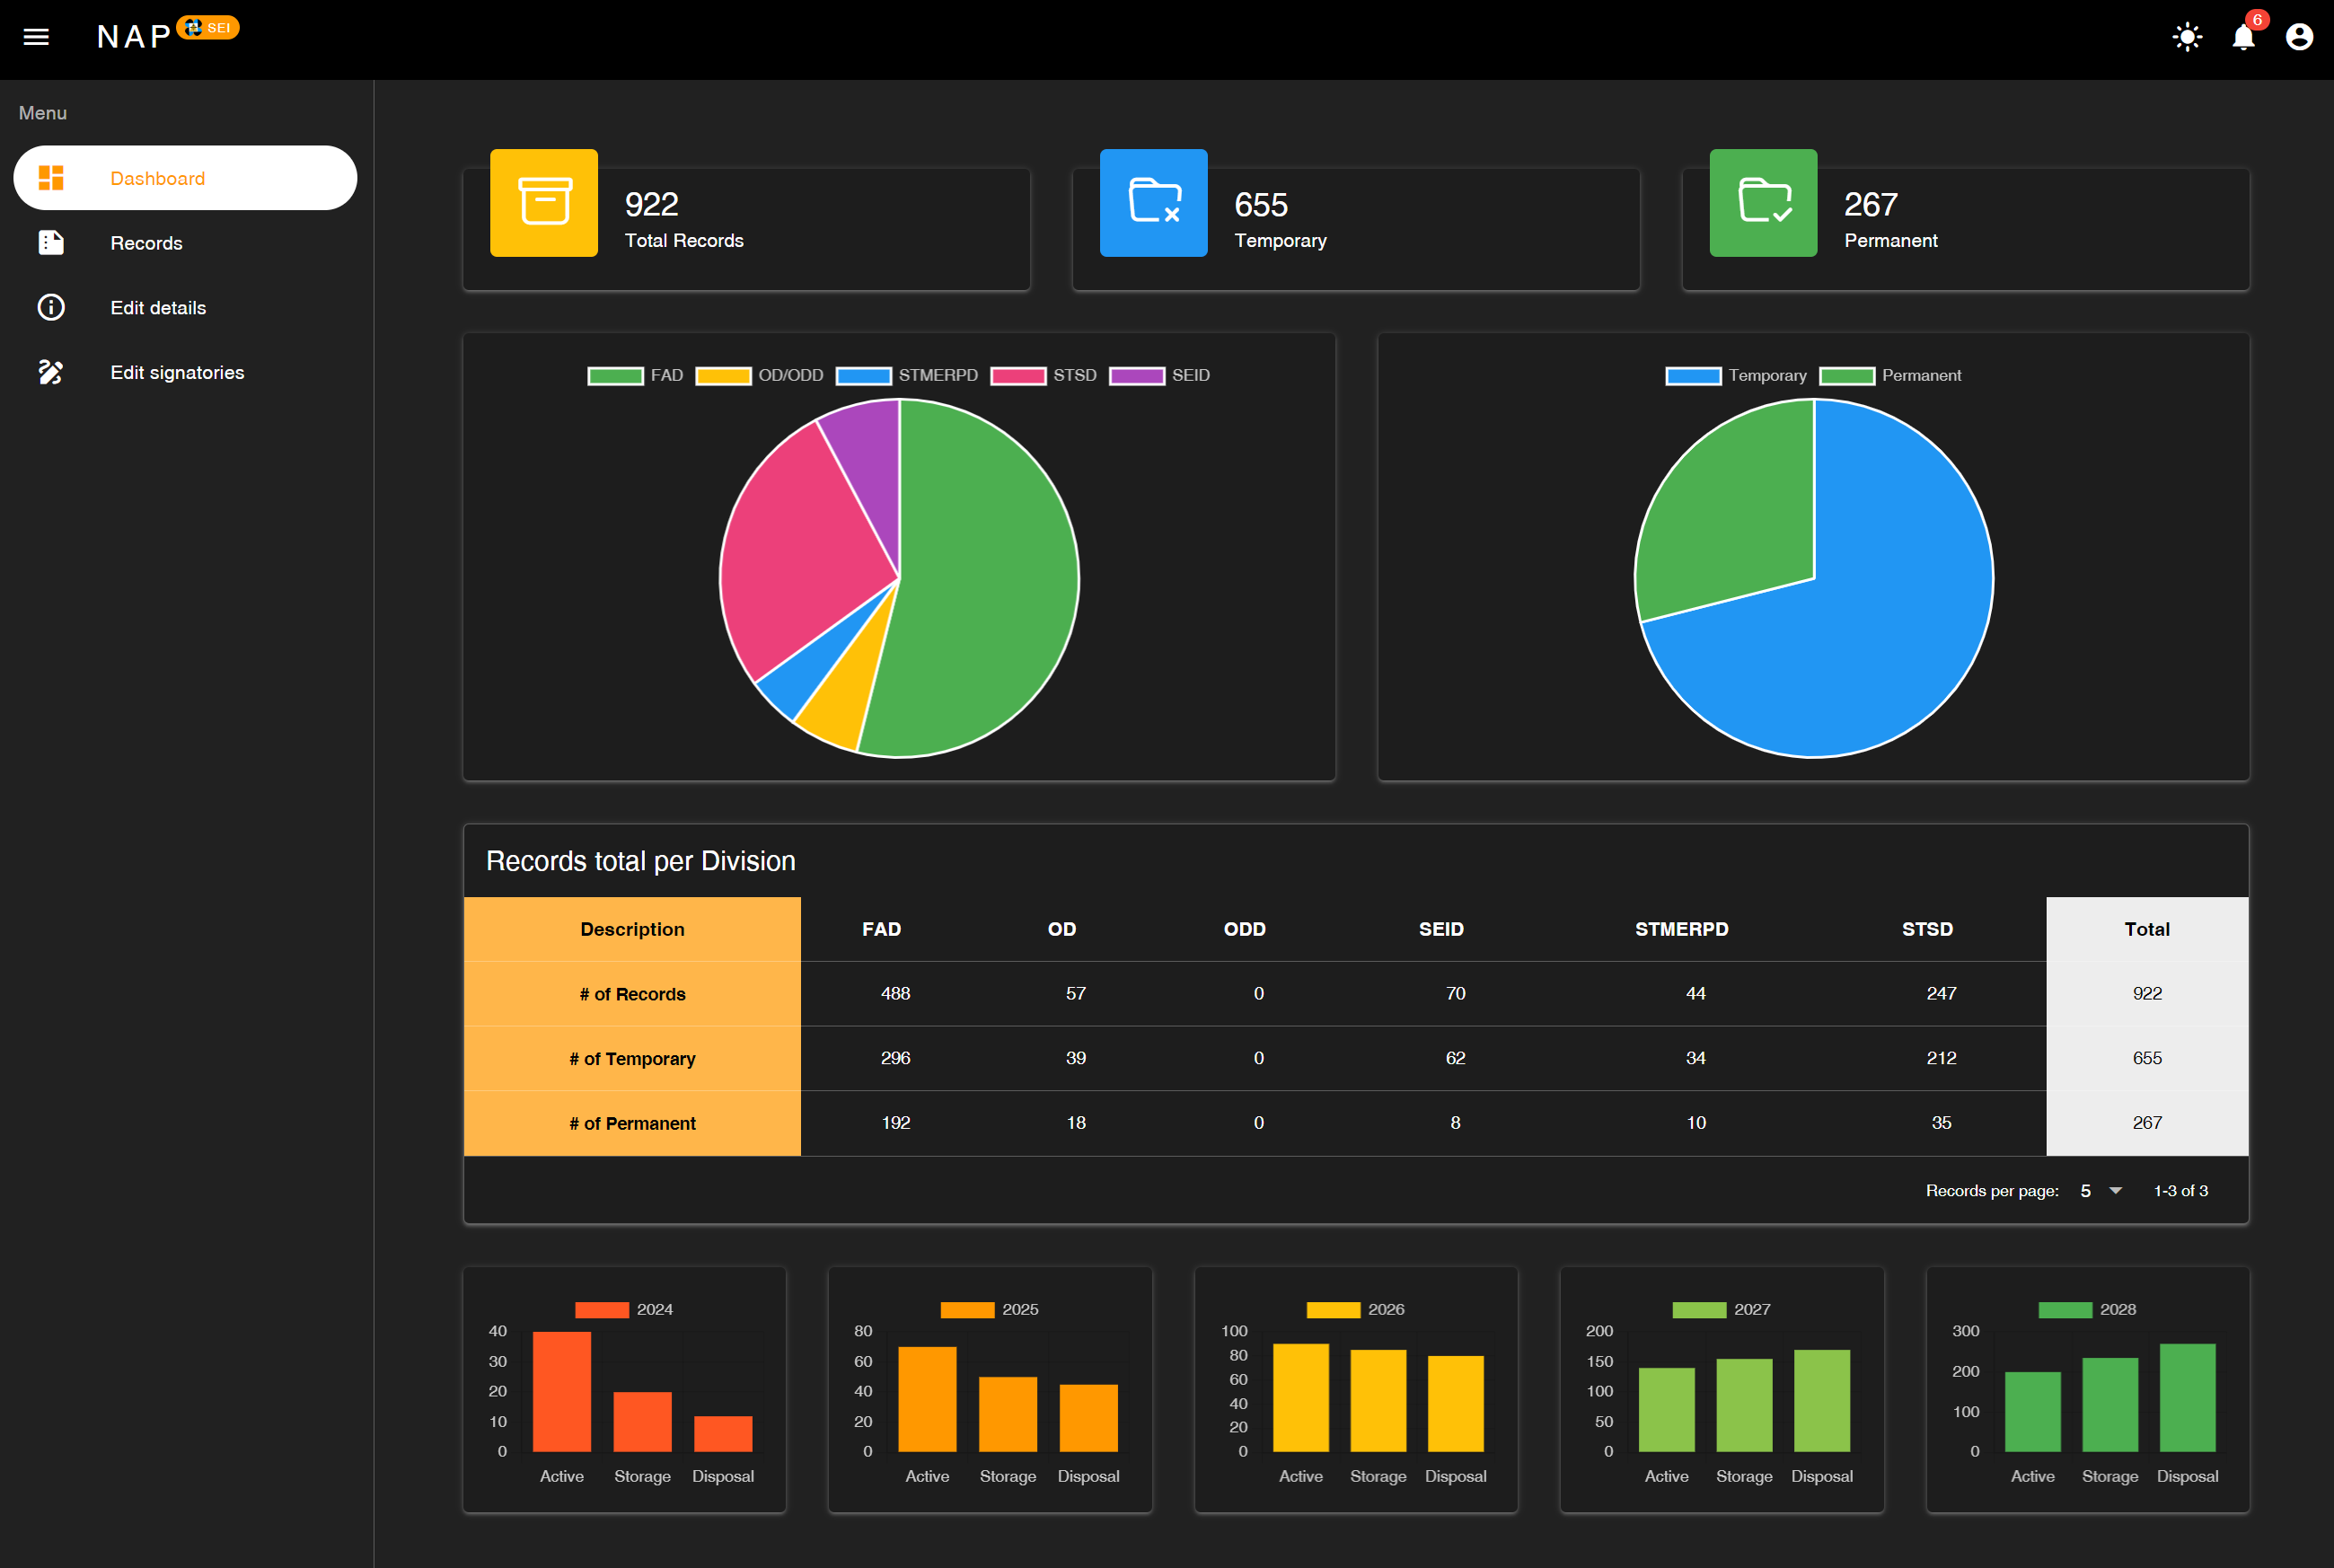 NAP SEI
6
Menu
Dashboard
Records
Edit details
Edit signatories
922
Total Records
655
Temporary
267
Permanent
FAD OD/ODD STMERPD STSD SEID
Temporary Permanent
Records total per Division
Description FAD OD ODD SEID STMERPD STSD Total
# of Records 488 57 0 70 44 247 922
# of Temporary 296 39 0 62 34 212 655
# of Permanent 192 18 0 8 10 35 267
Records per page: 5 1-3 of 3
2024
40
30
20
10
0
Active Storage Disposal
2025
80
60
40
20
0
Active Storage Disposal
2026
100
80
60
40
20
0
Active Storage Disposal
2027
200
150
100
50
0
Active Storage Disposal
2028
300
200
100
0
Active Storage Disposal